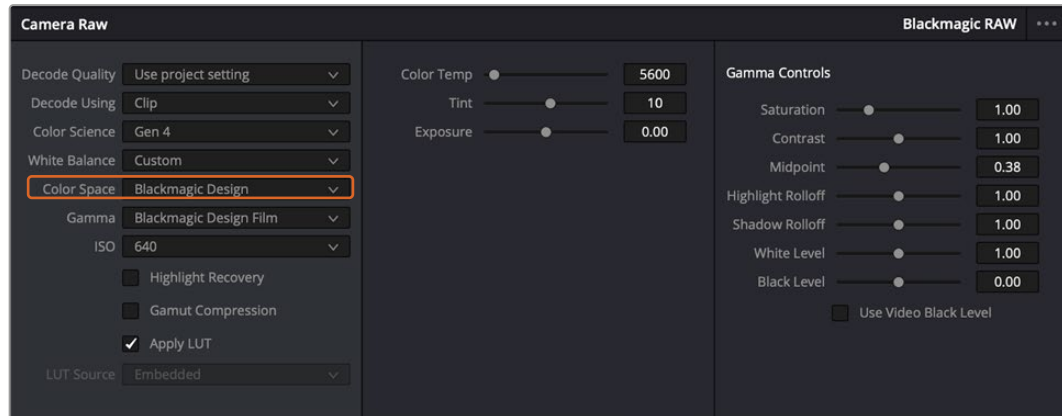 Camera Raw Blackmagic RAW
Decode Quality Use project setting
Decode Using Clip
Color Science Gen 4
White Balance Custom
Color Space Blackmagic Design
Gamma Blackmagic Design Film
ISO 640
Highlight Recovery
Gamut Compression
Apply LUT
LUT Source Embedded
Color Temp 5600
Tint 10
Exposure 0.00
Gamma Controls
Saturation 1.00
Contrast 1.00
Midpoint 0.38
Highlight Rolloff 1.00
Shadow Rolloff 1.00
White Level 1.00
Black Level 0.00
Use Video Black Level